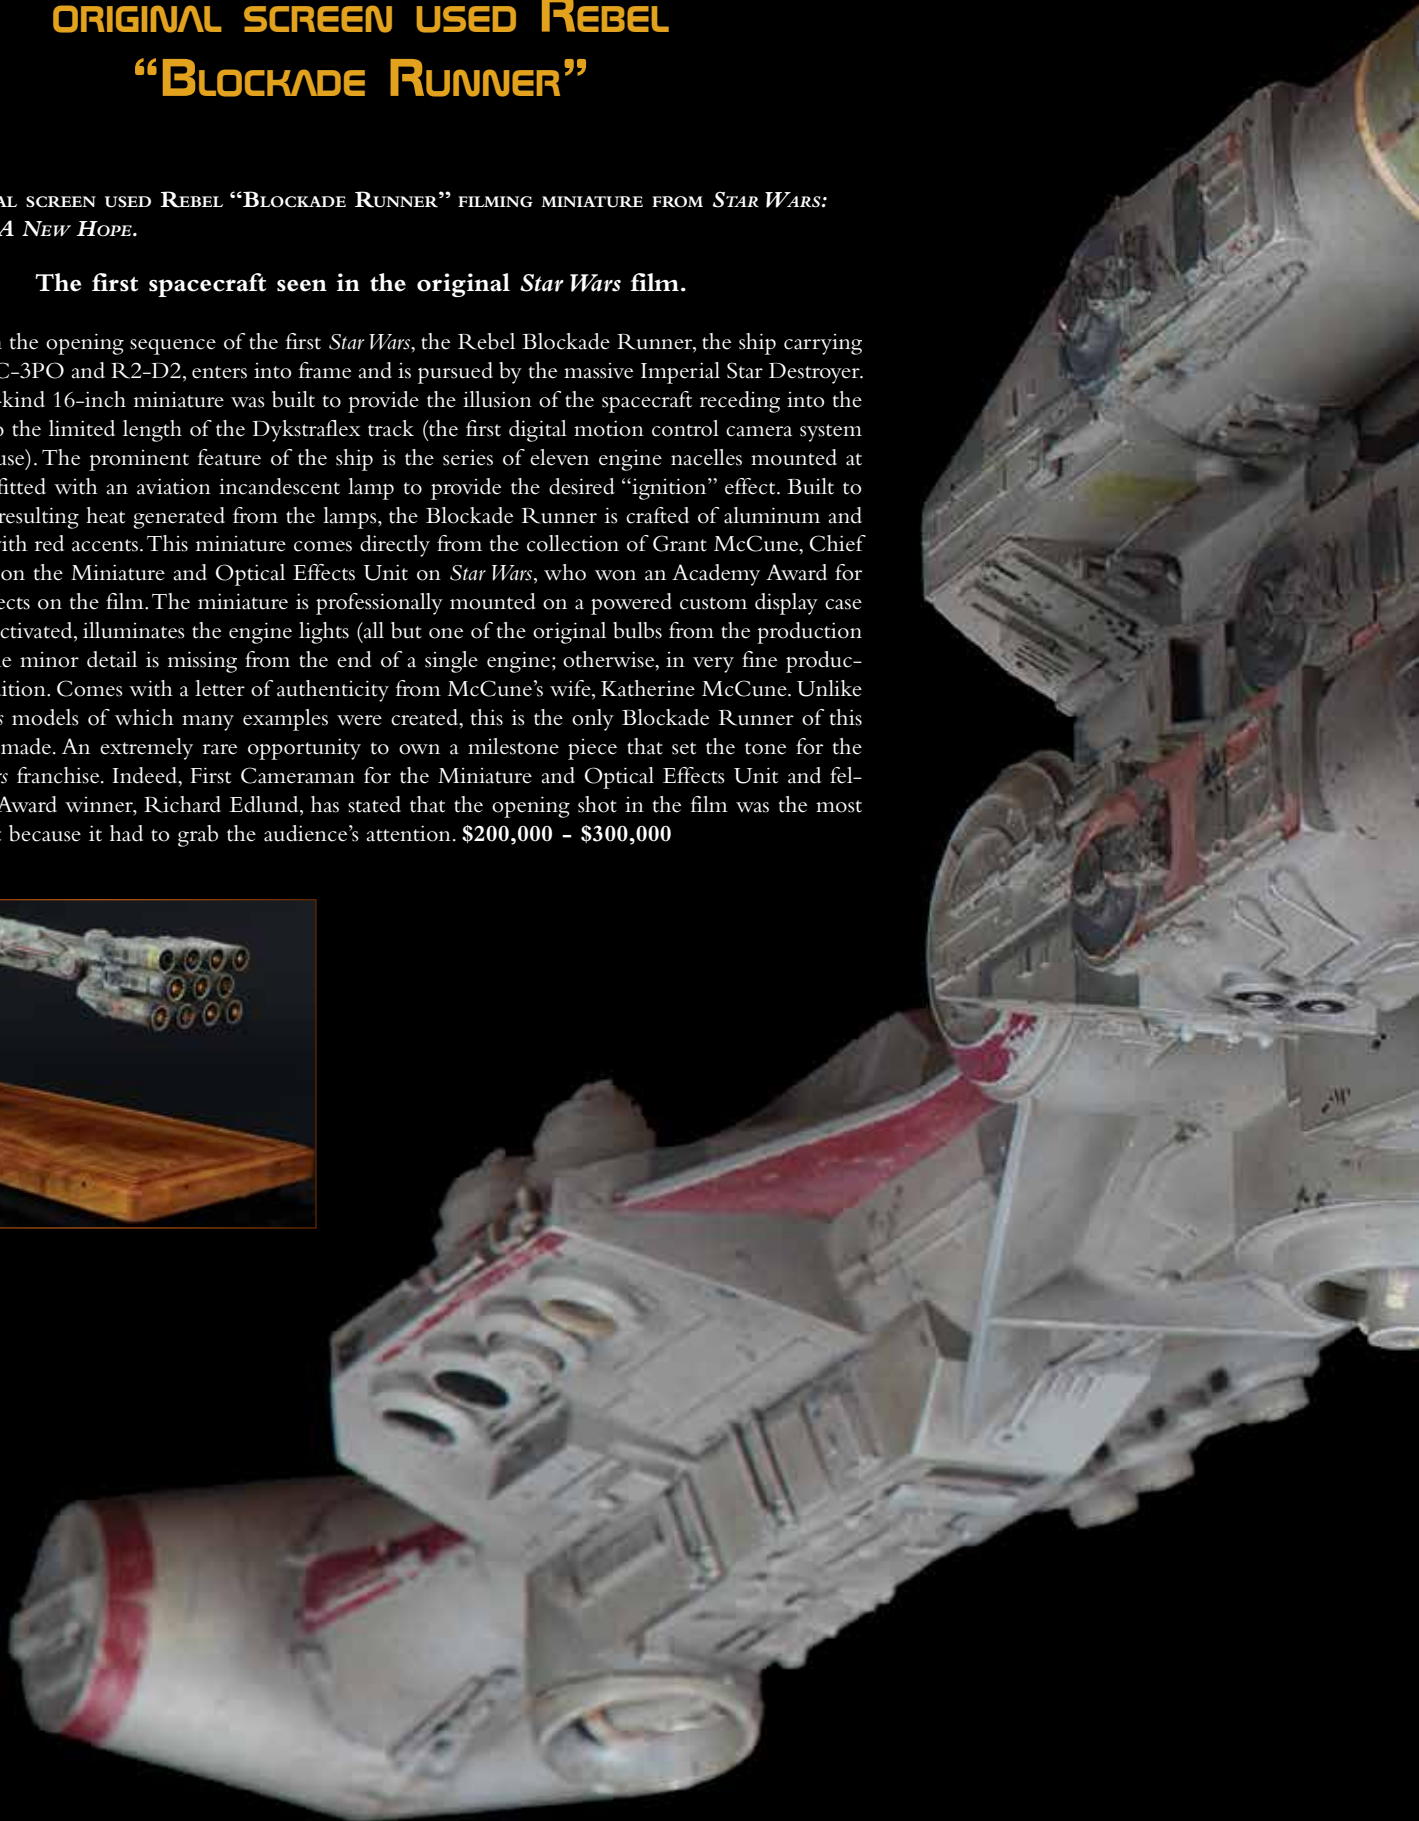 ORIGINAL SCREEN USED REBEL
“BLOCKADE RUNNER”
AL SCREEN USED REBEL “BLOCKADE RUNNER” FILMING MINIATURE FROM STAR WARS:
A NEW HOPE.
The first spacecraft seen in the original Star Wars film.
the opening sequence of the first Star Wars, the Rebel Blockade Runner, the ship carrying
C-3PO and R2-D2, enters into frame and is pursued by the massive Imperial Star Destroyer.
-kind 16-inch miniature was built to provide the illusion of the spacecraft receding into the
the limited length of the Dykstraflex track (the first digital motion control camera system
use). The prominent feature of the ship is the series of eleven engine nacelles mounted at
fitted with an aviation incandescent lamp to provide the desired “ignition” effect. Built to
resulting heat generated from the lamps, the Blockade Runner is crafted of aluminum and
ith red accents. This miniature comes directly from the collection of Grant McCune, Chief
on the Miniature and Optical Effects Unit on Star Wars, who won an Academy Award for
ects on the film. The miniature is professionally mounted on a powered custom display case
ctivated, illuminates the engine lights (all but one of the original bulbs from the production
e minor detail is missing from the end of a single engine; otherwise, in very fine produc-
ition. Comes with a letter of authenticity from McCune’s wife, Katherine McCune. Unlike
s models of which many examples were created, this is the only Blockade Runner of this
made. An extremely rare opportunity to own a milestone piece that set the tone for the
rs franchise. Indeed, First Cameraman for the Miniature and Optical Effects Unit and fel-
Award winner, Richard Edlund, has stated that the opening shot in the film was the most
t because it had to grab the audience’s attention. $200,000 - $300,000